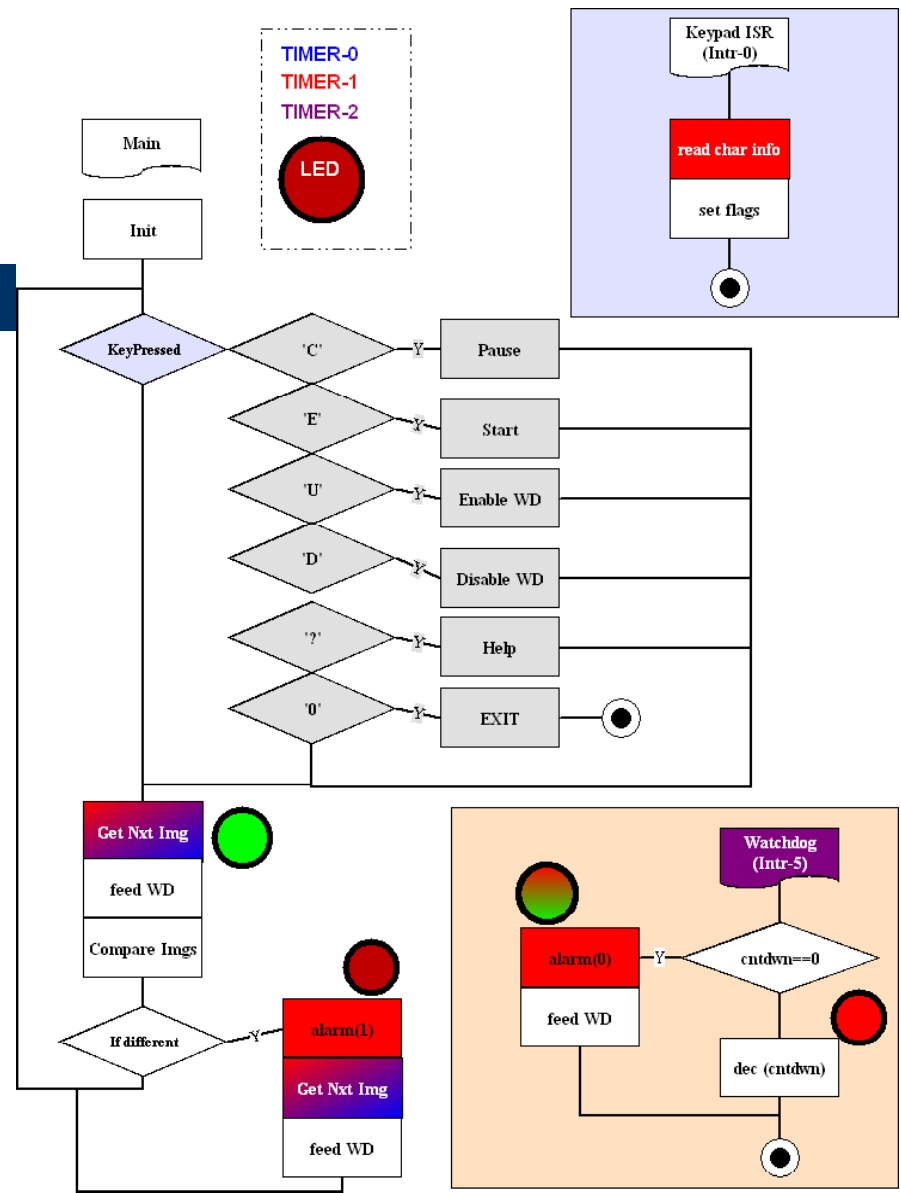 TIMER-0
TIMER-1
TIMER-2
LED
Keypad ISR
(Intr-0)
read char info
set flags
Main
Init
KeyPressed
'C'
Y
Pause
'E'
Y
Start
'U'
Y
Enable WD
'D'
Y
Disable WD
'?'
Y
Help
'0'
Y
EXIT
Get Nxt Img
feed WD
Compare Imgs
If different
Y
alarm(1)
Get Nxt Img
feed WD
Watchdog
(Intr-5)
cntdwn==0
Y
alarm(0)
feed WD
dec (cntdwn)